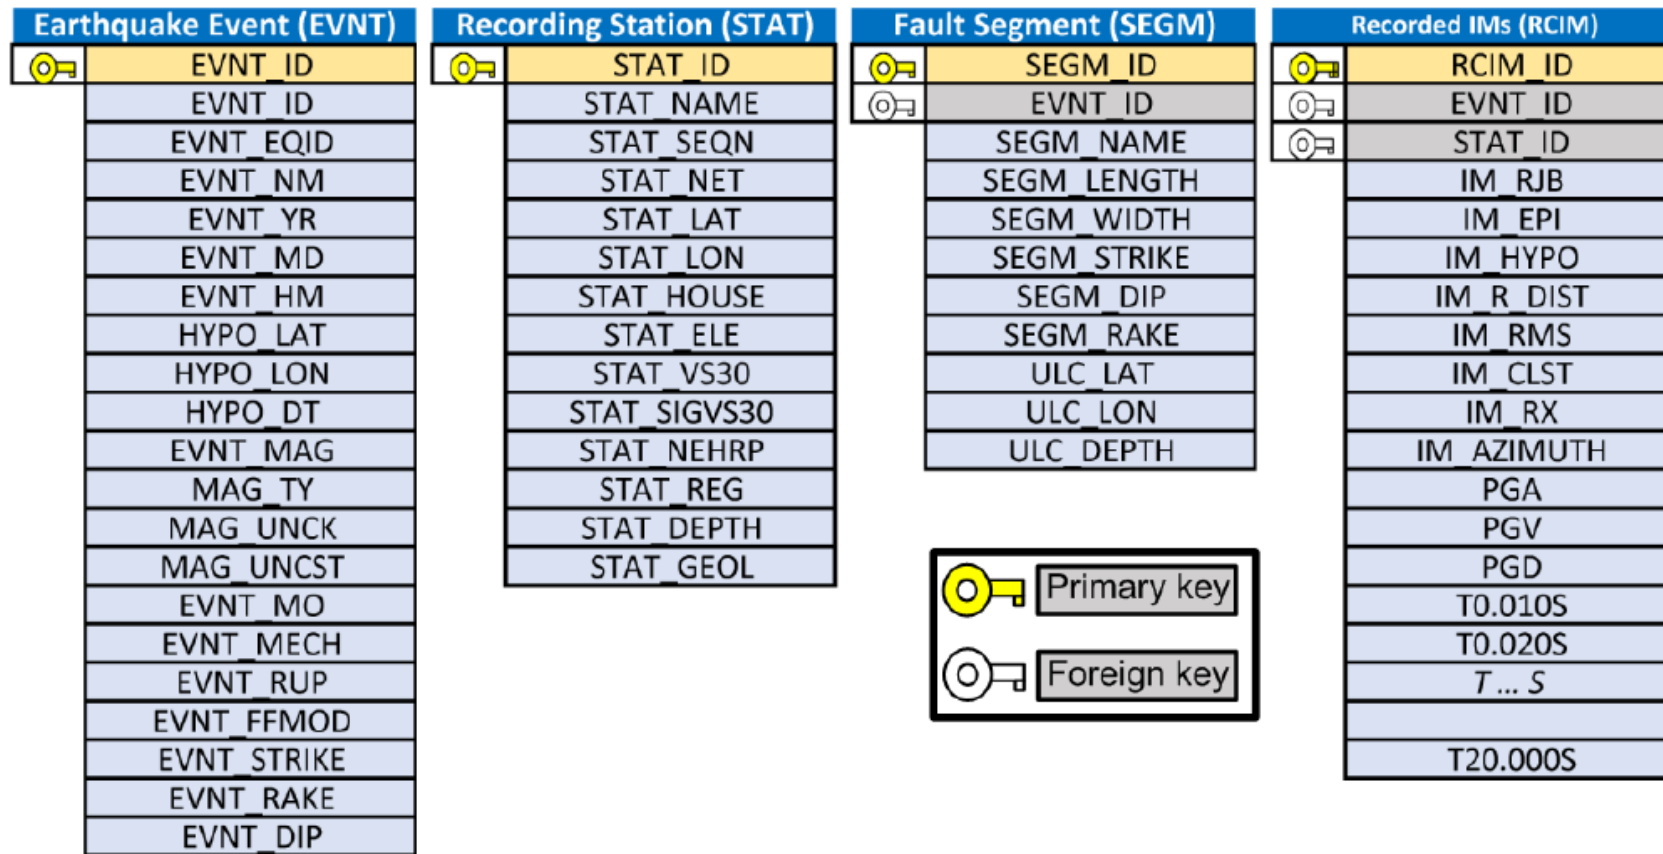 Earthquake Event (EVNT)
EVNT_ID
EVNT_ID
EVNT_EQID
EVNT_NM
EVNT_YR
EVNT_MD
EVNT_HM
HYPO_LAT
HYPO_LON
HYPO_DT
EVNT_MAG
MAG_TY
MAG_UNCK
MAG_UNCST
EVNT_MO
EVNT_MECH
EVNT_RUP
EVNT_FFMOD
EVNT_STRIKE
EVNT_RAKE
EVNT_DIP
Recording Station (STAT)
STAT_ID
STAT_NAME
STAT_SEQN
STAT_NET
STAT_LAT
STAT_LON
STAT_HOUSE
STAT_ELE
STAT_VS30
STAT_SIGVS30
STAT_NEHRP
STAT_REG
STAT_DEPTH
STAT_GEOL
Fault Segment (SEGM)
SEGM_ID
EVNT_ID
SEGM_NAME
SEGM_LENGTH
SEGM_WIDTH
SEGM_STRIKE
SEGM_DIP
SEGM_RAKE
ULC_LAT
ULC_LON
ULC_DEPTH
Primary key
Foreign key
Recorded IMs (RCIM)
RCIM_ID
EVNT_ID
STAT_ID
IM_RJB
IM_EPI
IM_HYPO
IM_R_DIST
IM_RMS
IM_CLST
IM_RX
IM_AZIMUTH
PGA
PGV
PGD
T0.010S
T0.020S
T ... S
T20.000S